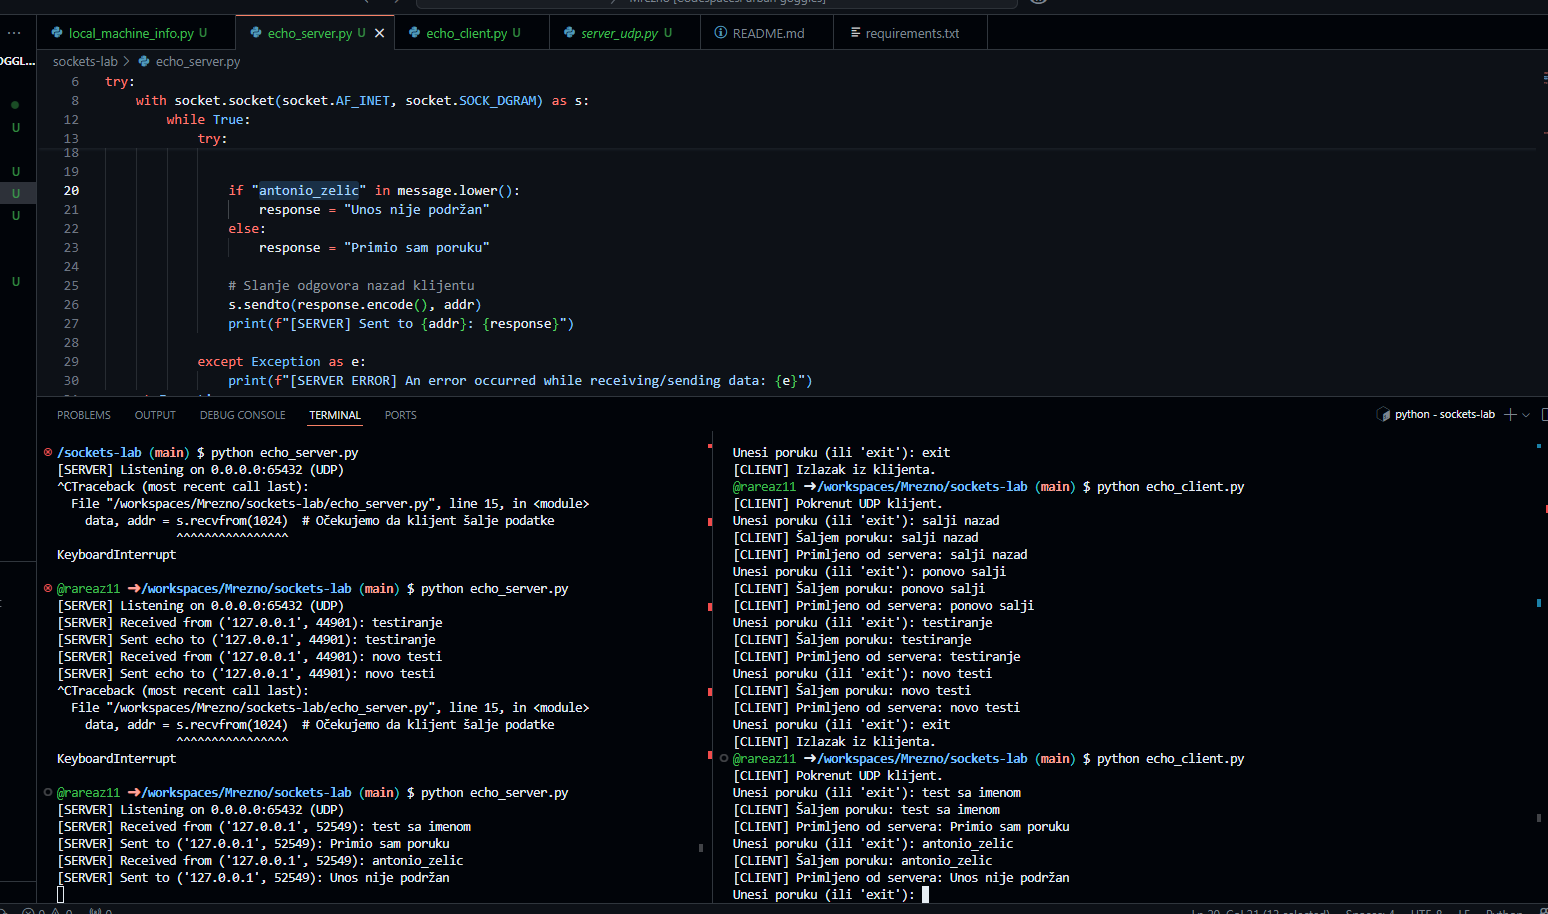 Mrezno [Codespaces: urban goggles]
local_machine_info.py U
echo_server.py U
echo_client.py U
server_udp.py U
README.md
requirements.txt
OGGL...
sockets-lab > echo_server.py
6 try:
8 with socket.socket(socket.AF_INET, socket.SOCK_DGRAM) as s:
12 while True:
13 try:
18
19
20 if "antonio_zelic" in message.lower():
21 response = "Unos nije podržan"
22 else:
23 response = "Primio sam poruku"
24
25 # Slanje odgovora nazad klijentu
26 s.sendto(response.encode(), addr)
27 print(f"[SERVER] Sent to {addr}: {response}")
28
29 except Exception as e:
30 print(f"[SERVER ERROR] An error occurred while receiving/sending data: {e}")
U
U
U
U
U
PROBLEMS OUTPUT DEBUG CONSOLE TERMINAL PORTS
python - sockets-lab
/sockets-lab (main) $ python echo_server.py
[SERVER] Listening on 0.0.0.0:65432 (UDP)
^CTraceback (most recent call last):
File "/workspaces/Mrezno/sockets-lab/echo_server.py", line 15, in <module>
data, addr = s.recvfrom(1024) # Očekujemo da klijent šalje podatke
^^^^^^^^^^^^^^^^
KeyboardInterrupt
@rareaz11 ➜/workspaces/Mrezno/sockets-lab (main) $ python echo_server.py
[SERVER] Listening on 0.0.0.0:65432 (UDP)
[SERVER] Received from ('127.0.0.1', 44901): testiranje
[SERVER] Sent echo to ('127.0.0.1', 44901): testiranje
[SERVER] Received from ('127.0.0.1', 44901): novo testi
[SERVER] Sent echo to ('127.0.0.1', 44901): novo testi
^CTraceback (most recent call last):
File "/workspaces/Mrezno/sockets-lab/echo_server.py", line 15, in <module>
data, addr = s.recvfrom(1024) # Očekujemo da klijent šalje podatke
^^^^^^^^^^^^^^^^
KeyboardInterrupt
@rareaz11 ➜/workspaces/Mrezno/sockets-lab (main) $ python echo_server.py
[SERVER] Listening on 0.0.0.0:65432 (UDP)
[SERVER] Received from ('127.0.0.1', 52549): test sa imenom
[SERVER] Sent to ('127.0.0.1', 52549): Primio sam poruku
[SERVER] Received from ('127.0.0.1', 52549): antonio_zelic
[SERVER] Sent to ('127.0.0.1', 52549): Unos nije podržan
Unesi poruku (ili 'exit'): exit
[CLIENT] Izlazak iz klijenta.
@rareaz11 ➜/workspaces/Mrezno/sockets-lab (main) $ python echo_client.py
[CLIENT] Pokrenut UDP klijent.
Unesi poruku (ili 'exit'): salji nazad
[CLIENT] Šaljem poruku: salji nazad
[CLIENT] Primljeno od servera: salji nazad
Unesi poruku (ili 'exit'): ponovo salji
[CLIENT] Šaljem poruku: ponovo salji
[CLIENT] Primljeno od servera: ponovo salji
Unesi poruku (ili 'exit'): testiranje
[CLIENT] Šaljem poruku: testiranje
[CLIENT] Primljeno od servera: testiranje
Unesi poruku (ili 'exit'): novo testi
[CLIENT] Šaljem poruku: novo testi
[CLIENT] Primljeno od servera: novo testi
Unesi poruku (ili 'exit'): exit
[CLIENT] Izlazak iz klijenta.
@rareaz11 ➜/workspaces/Mrezno/sockets-lab (main) $ python echo_client.py
[CLIENT] Pokrenut UDP klijent.
Unesi poruku (ili 'exit'): test sa imenom
[CLIENT] Šaljem poruku: test sa imenom
[CLIENT] Primljeno od servera: Primio sam poruku
Unesi poruku (ili 'exit'): antonio_zelic
[CLIENT] Šaljem poruku: antonio_zelic
[CLIENT] Primljeno od servera: Unos nije podržan
Unesi poruku (ili 'exit'):